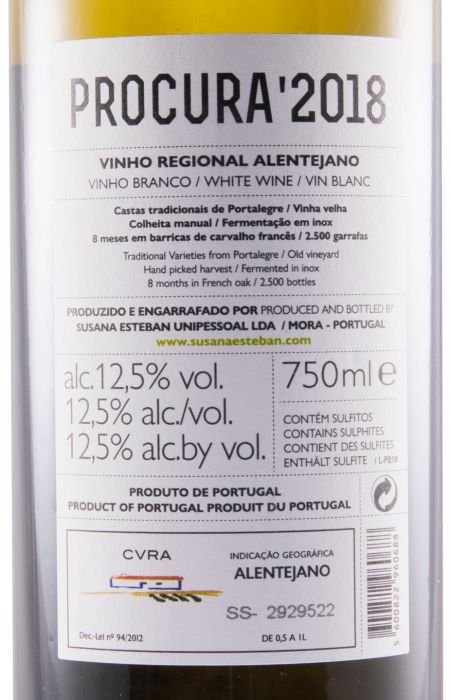 PROCURA'2018
VINHO REGIONAL ALENTEJANO
VINHO BRANCO / WHITE WINE / VIN BLANC
Castas tradicionais de Portalegre / Vinha velha
Colheita manual / Fermentação em inox
8 meses em barricas de carvalho francês / 2.500 garrafas
Traditional Varieties from Portalegre / Old vineyard
Hand picked harvest / Fermented in inox
8 months in French oak / 2.500 bottles
PRODUZIDO E ENGARRAFADO POR PRODUCED AND BOTTLED BY
SUSANA ESTEBAN UNIPESSOAL LDA / MORA - PORTUGAL
www.susanaesteban.com
alc.12,5% vol.
12,5% alc./vol.
12,5% alc.by vol.
750ml e
CONTÉM SULFITOS
CONTAINS SULPHITES
CONTIENT DES SULFITES
ENTHÄLT SULFITE / L-PB18
PRODUTO DE PORTUGAL
PRODUCT OF PORTUGAL PRODUIT DU PORTUGAL
CVRA
Dec.-Lei nº 94/2012
INDICAÇÃO GEOGRÁFICA
ALENTEJANO
SS- 2929522
DE 0,5 A 1L
5 600822 960688